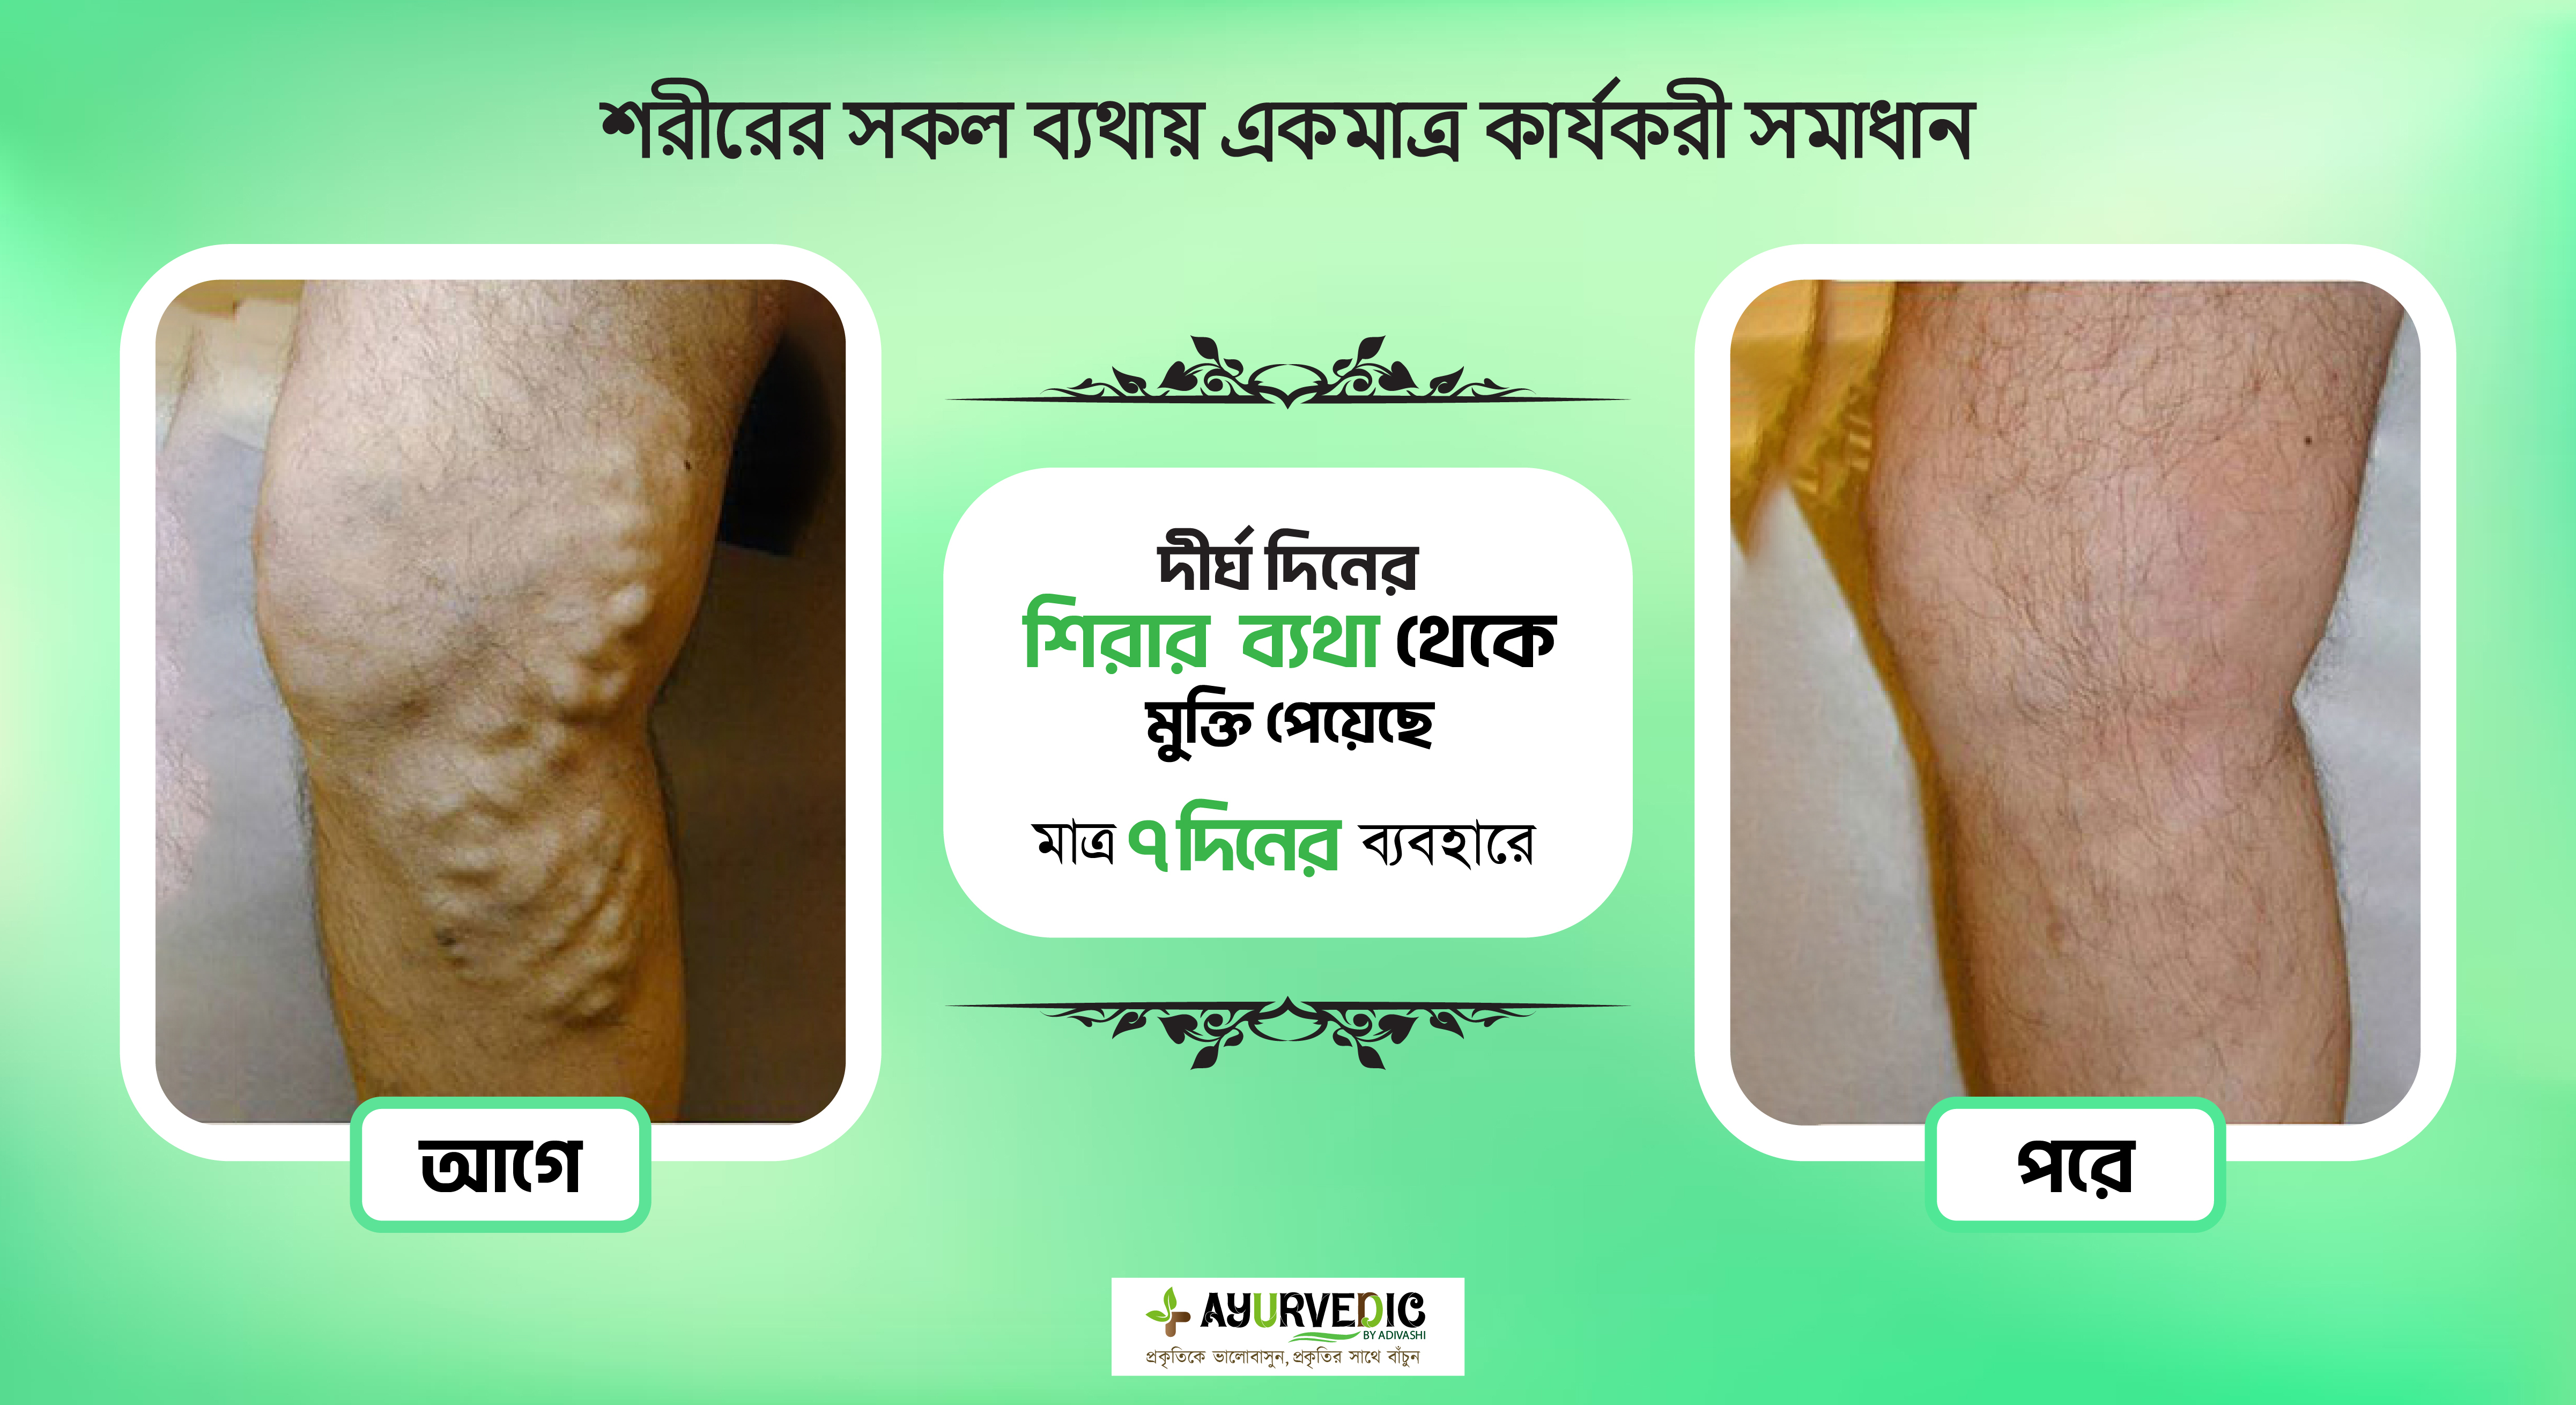 শরীরের সকল ব্যথায় একমাত্র কার্যকরী সমাধান
দীর্ঘ দিনের
শিরার ব্যথা থেকে
মুক্তি পেয়েছে
মাত্র ৭ দিনের ব্যবহারে
আগে
পরে
AYURVEDIC
BY ADIVASHI
প্রকৃতিকে ভালোবাসুন, প্রকৃতির সাথে বাঁচুন